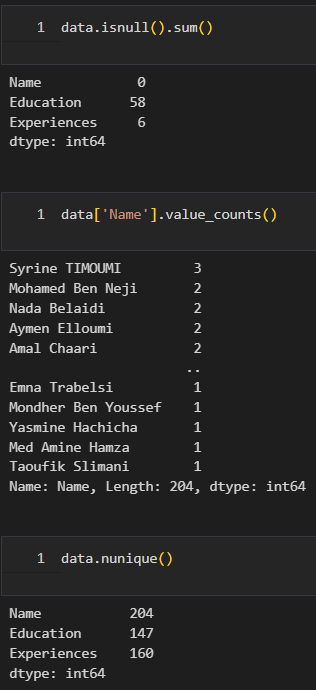 1 data.isnull().sum()
Name 0
Education 58
Experiences 6
dtype: int64
1 data['Name'].value_counts()
Syrine TIMOUMI 3
Mohamed Ben Neji 2
Nada Belaidi 2
Aymen Elloumi 2
Amal Chaari 2
..
Emna Trabelsi 1
Mondher Ben Youssef 1
Yasmine Hachicha 1
Med Amine Hamza 1
Taoufik Slimani 1
Name: Name, Length: 204, dtype: int64
1 data.nunique()
Name 204
Education 147
Experiences 160
dtype: int64